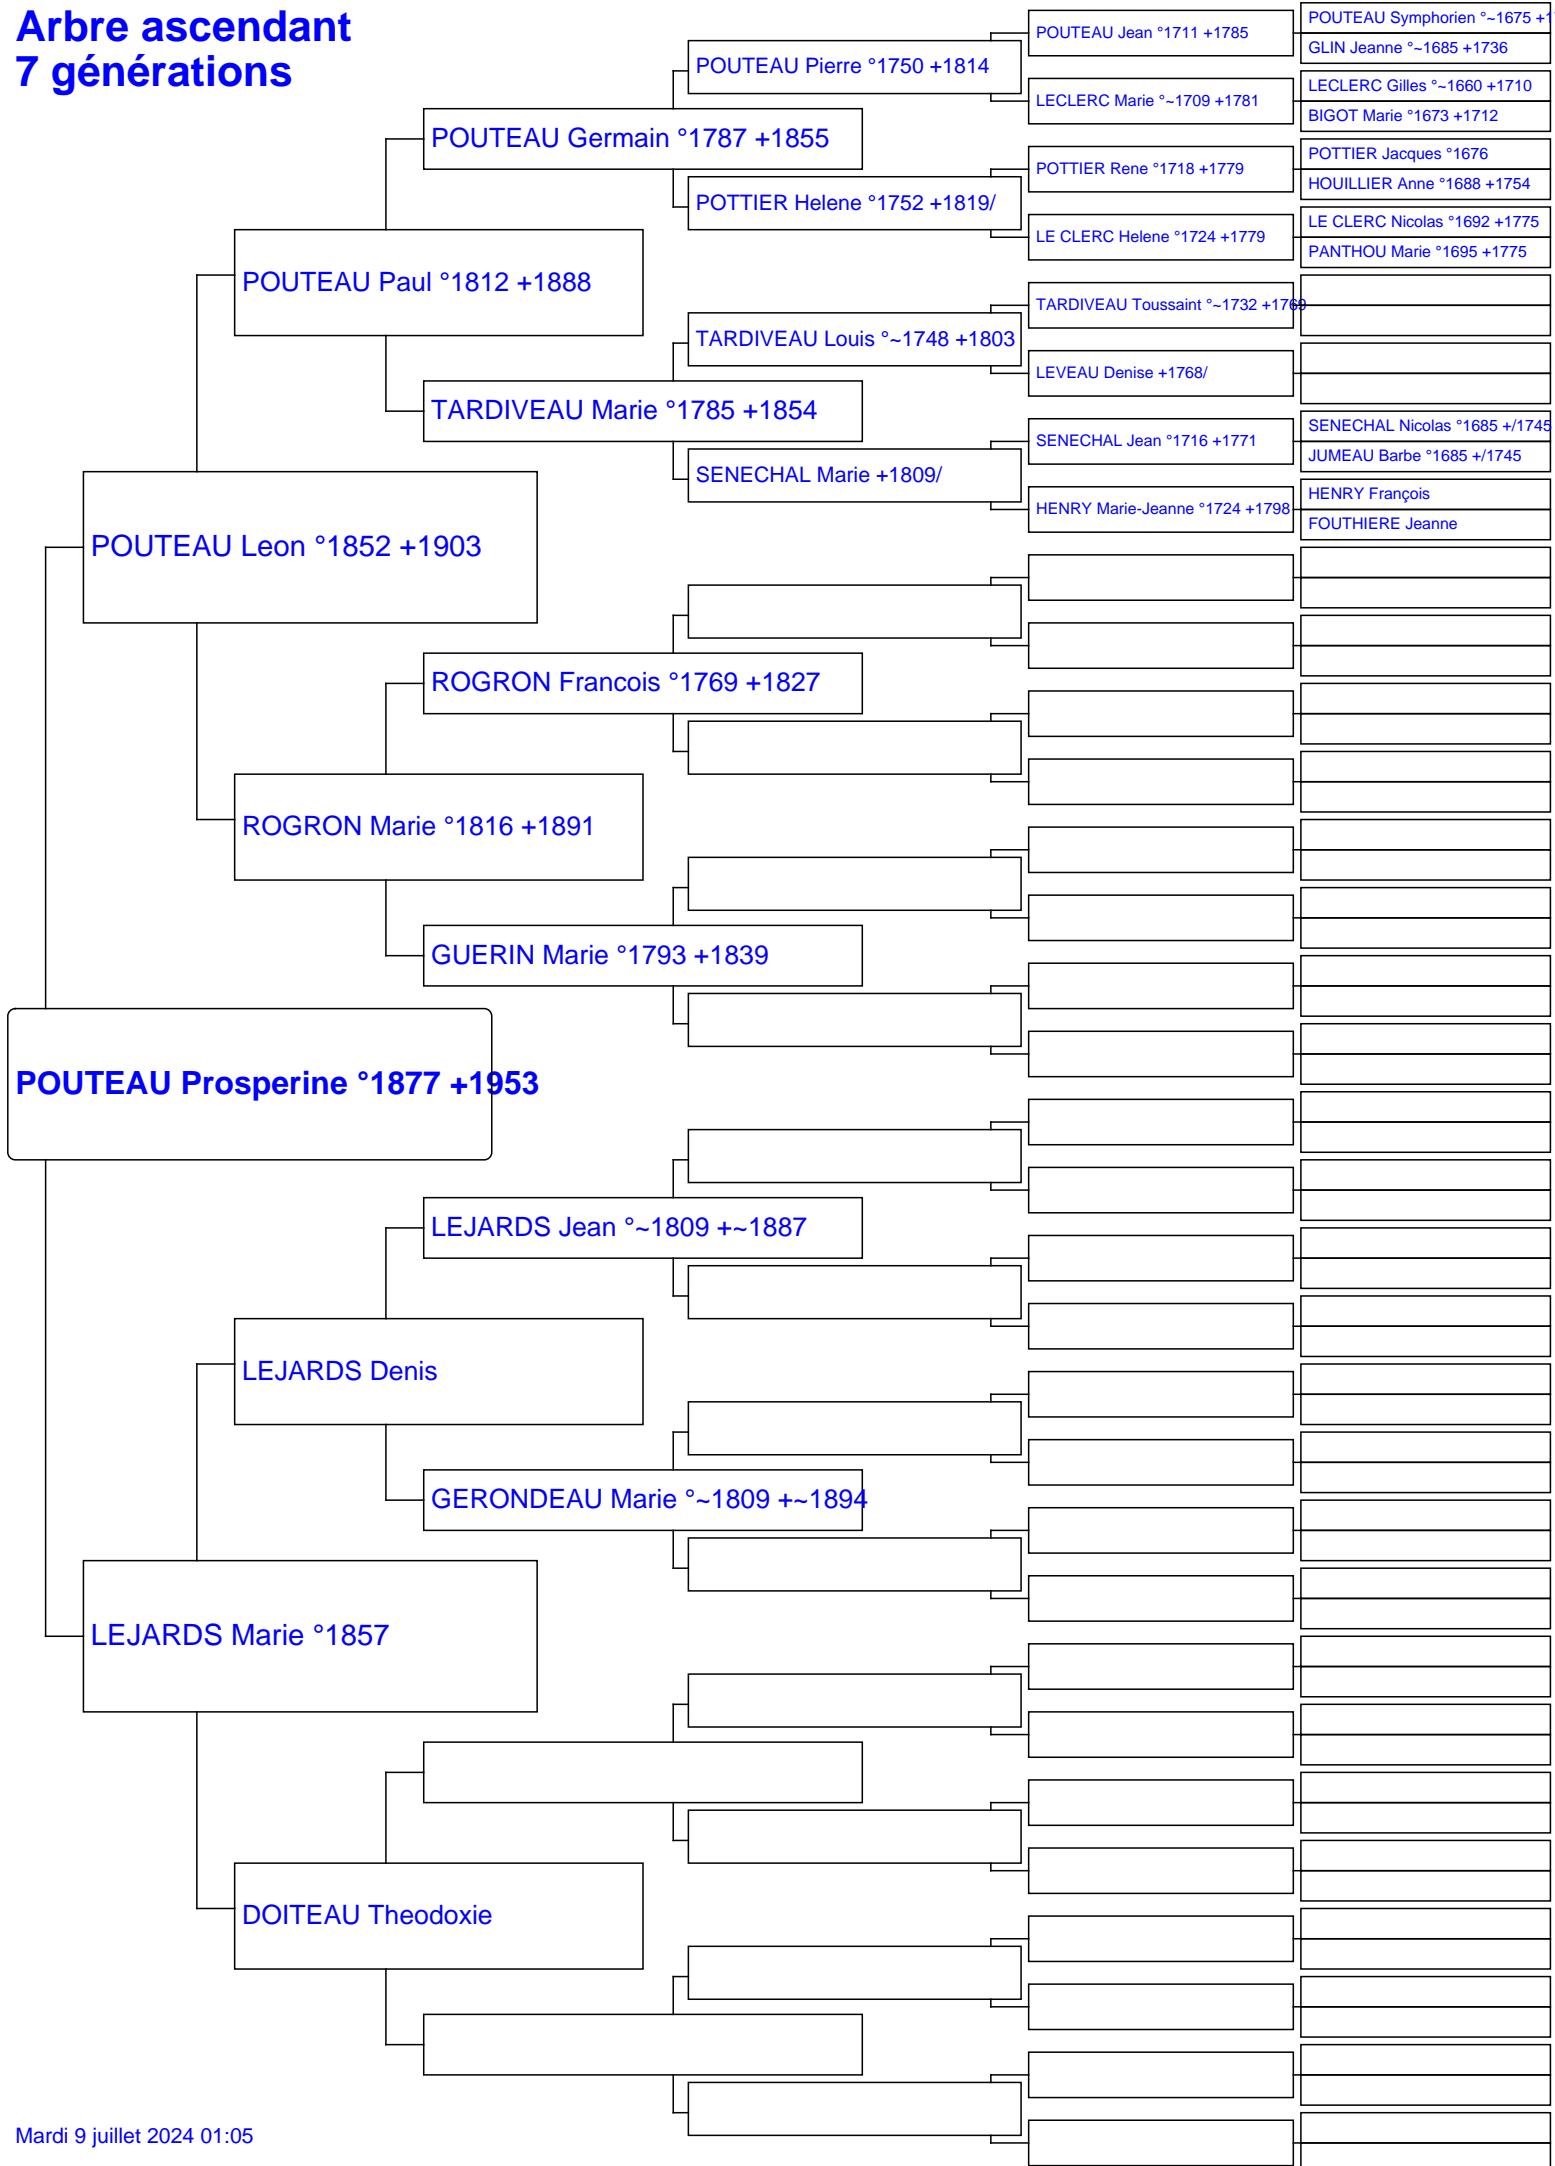 Arbre ascendant
7 générations
POUTEAU Symphorien °~1675 +1
POUTEAU Jean °1711 +1785
GLIN Jeanne °~1685 +1736
POUTEAU Pierre °1750 +1814
LECLERC Gilles °~1660 +1710
LECLERC Marie °~1709 +1781
BIGOT Marie °1673 +1712
POUTEAU Germain °1787 +1855
POTTIER Jacques °1676
POTTIER Rene °1718 +1779
HOUILLIER Anne °1688 +1754
POTTIER Helene °1752 +1819/
LE CLERC Nicolas °1692 +1775
LE CLERC Helene °1724 +1779
PANTHOU Marie °1695 +1775
POUTEAU Paul °1812 +1888
TARDIVEAU Toussaint °~1732 +1769
TARDIVEAU Louis °~1748 +1803
LEVEAU Denise +1768/
TARDIVEAU Marie °1785 +1854
SENECHAL Nicolas °1685 +/1745
SENECHAL Jean °1716 +1771
JUMEAU Barbe °1685 +/1745
SENECHAL Marie +1809/
HENRY François
HENRY Marie-Jeanne °1724 +1798
FOUTHIERE Jeanne
POUTEAU Leon °1852 +1903
ROGRON Francois °1769 +1827
ROGRON Marie °1816 +1891
GUERIN Marie °1793 +1839
POUTEAU Prosperine °1877 +1953
LEJARDS Jean °~1809 +~1887
LEJARDS Denis
GERONDEAU Marie °~1809 +~1894
LEJARDS Marie °1857
DOITEAU Theodoxie
Mardi 9 juillet 2024 01:05